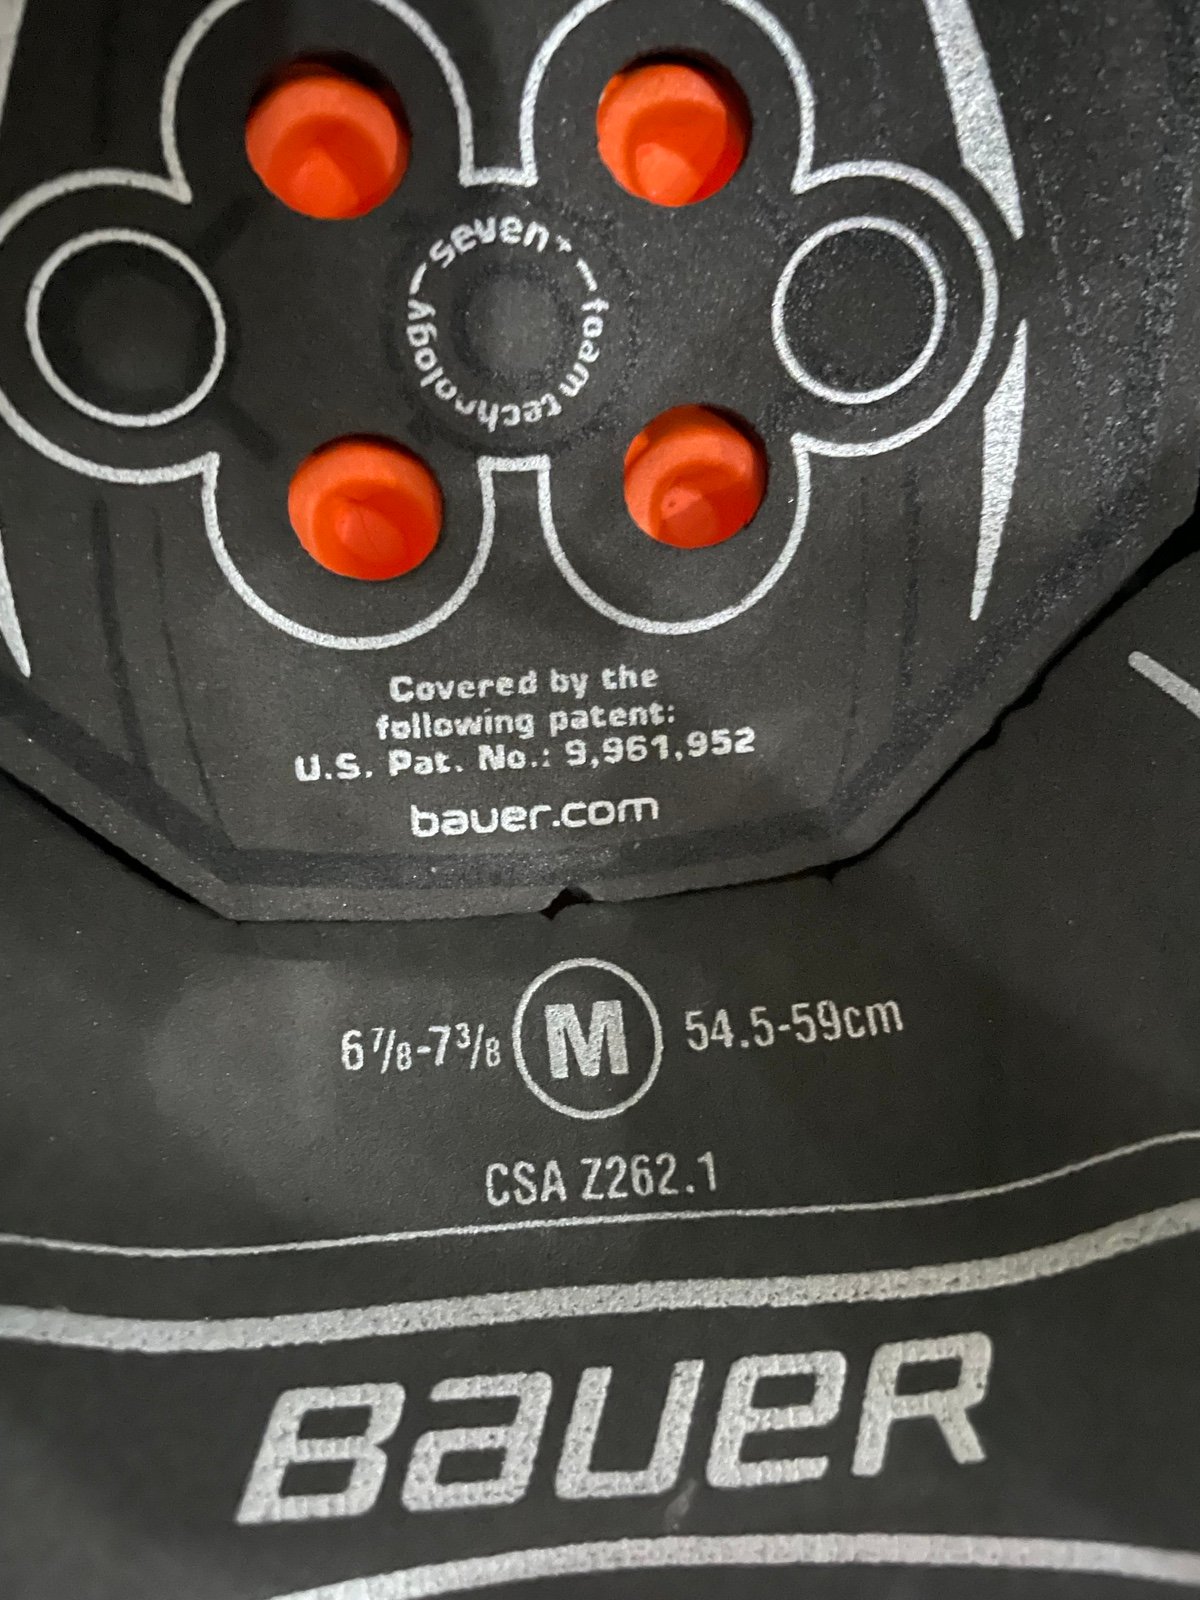 seven+ foam technology
Covered by the
following patent:
U.S. Pat. No.: 9,961,952
bauer.com
6 7/8-7 3/8 M 54.5-59cm
CSA Z262.1
BAUER